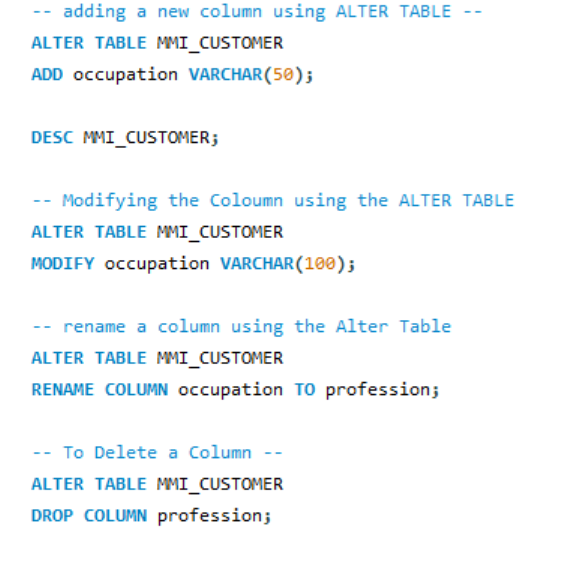 -- adding a new column using ALTER TABLE --
ALTER TABLE MMI_CUSTOMER
ADD occupation VARCHAR(50);
DESC MMI_CUSTOMER;
-- Modifying the Coloumn using the ALTER TABLE
ALTER TABLE MMI_CUSTOMER
MODIFY occupation VARCHAR(100);
-- rename a column using the Alter Table
ALTER TABLE MMI_CUSTOMER
RENAME COLUMN occupation TO profession;
-- To Delete a Column --
ALTER TABLE MMI_CUSTOMER
DROP COLUMN profession;